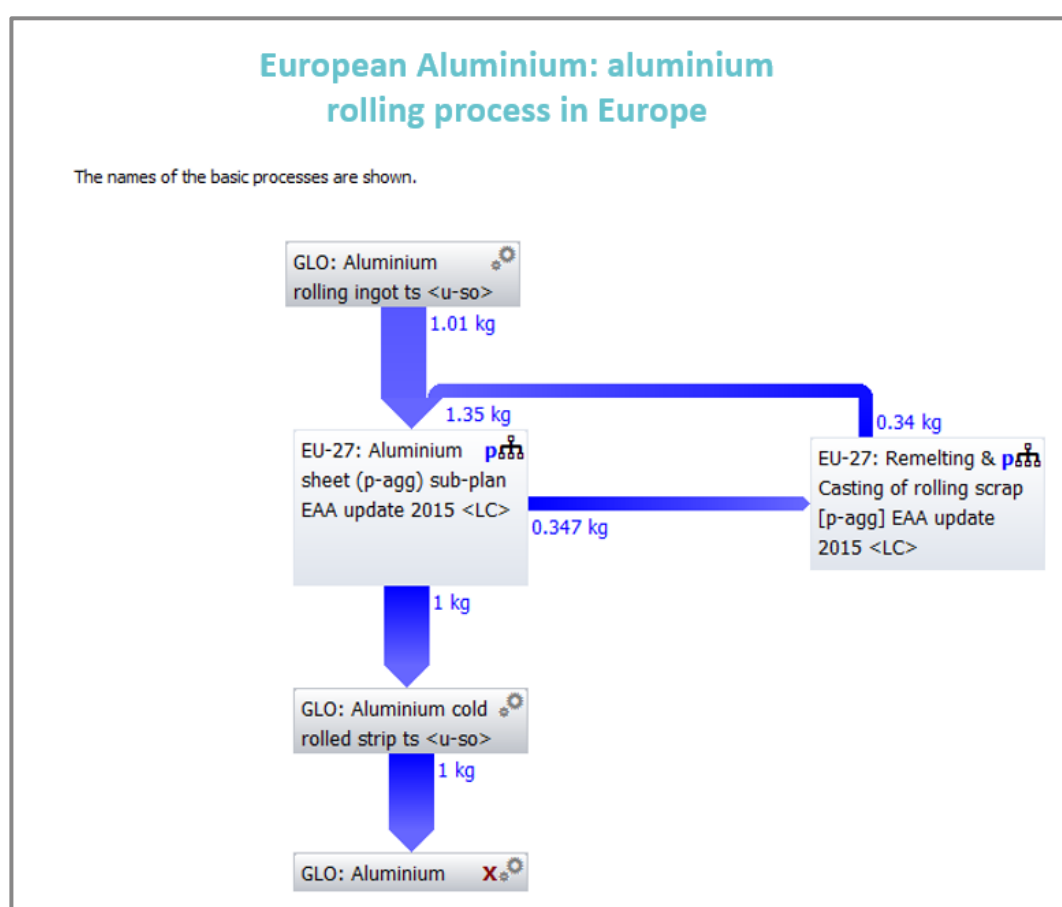 European Aluminium: aluminium
rolling process in Europe
The names of the basic processes are shown.
GLO: Aluminium
rolling ingot ts <u-so>
1.01 kg
1.35 kg
0.34 kg
EU-27: Aluminium p
sheet (p-agg) sub-plan
EAA update 2015 <LC>
EU-27: Remelting & p
Casting of rolling scrap
[p-agg] EAA update
2015 <LC>
0.347 kg
1 kg
GLO: Aluminium cold
rolled strip ts <u-so>
1 kg
GLO: Aluminium X